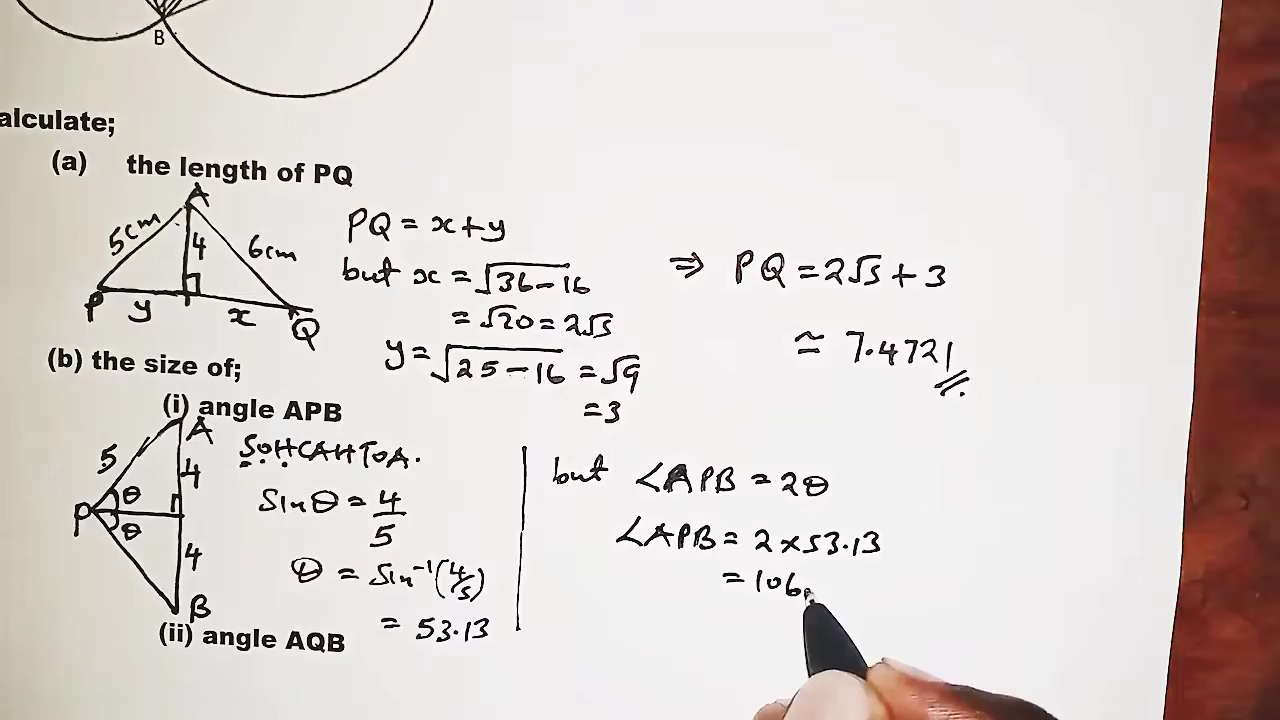 B
alculate;
(a) the length of PQ
A
5cm
4
6cm
P
y
x
Q
PQ = x+y
but x = √36-16
= √20 = 2√5
y = √25-16 = √9
= 3
⇒ PQ = 2√5 + 3
≃ 7.4721
(b) the size of;
(i) angle APB
A
5
4
θ
P
θ
4
B
SOHCAHTOA.
Sinθ = 4/5
θ = Sin⁻¹(4/5)
= 53.13
but ∠APB = 2θ
∠APB = 2×53.13
= 106.
(ii) angle AQB